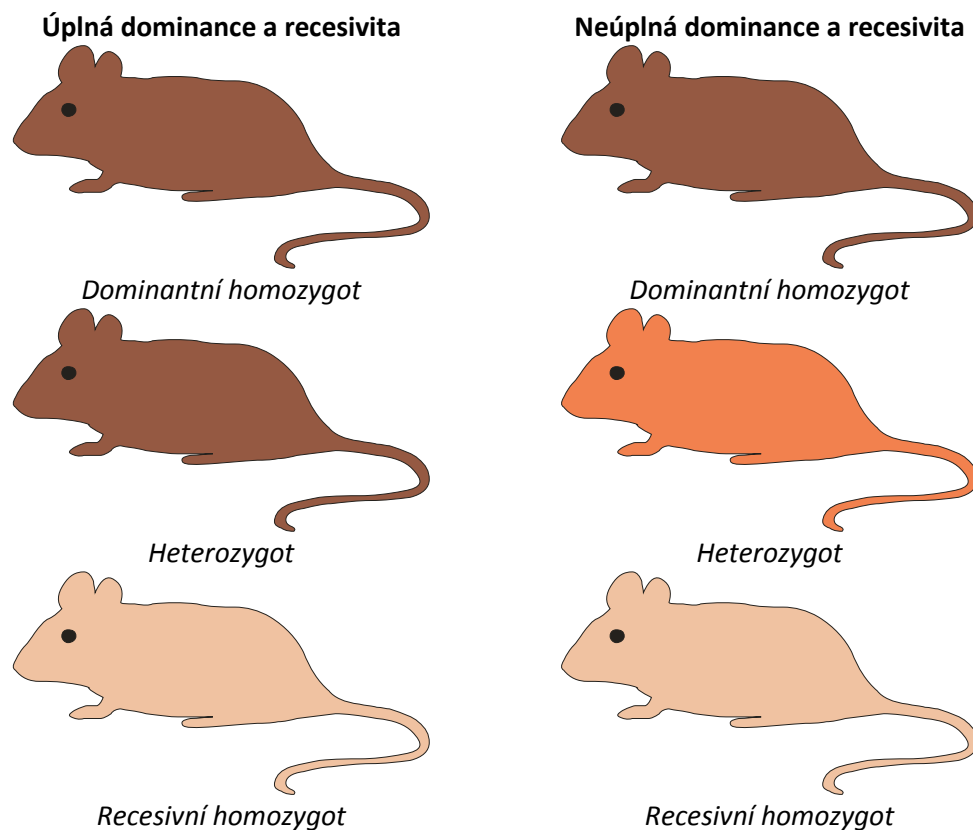 Úplná dominance a recesivita
Neúplná dominance a recesivita
Dominantní homozygot
Dominantní homozygot
Heterozygot
Heterozygot
Recesivní homozygot
Recesivní homozygot